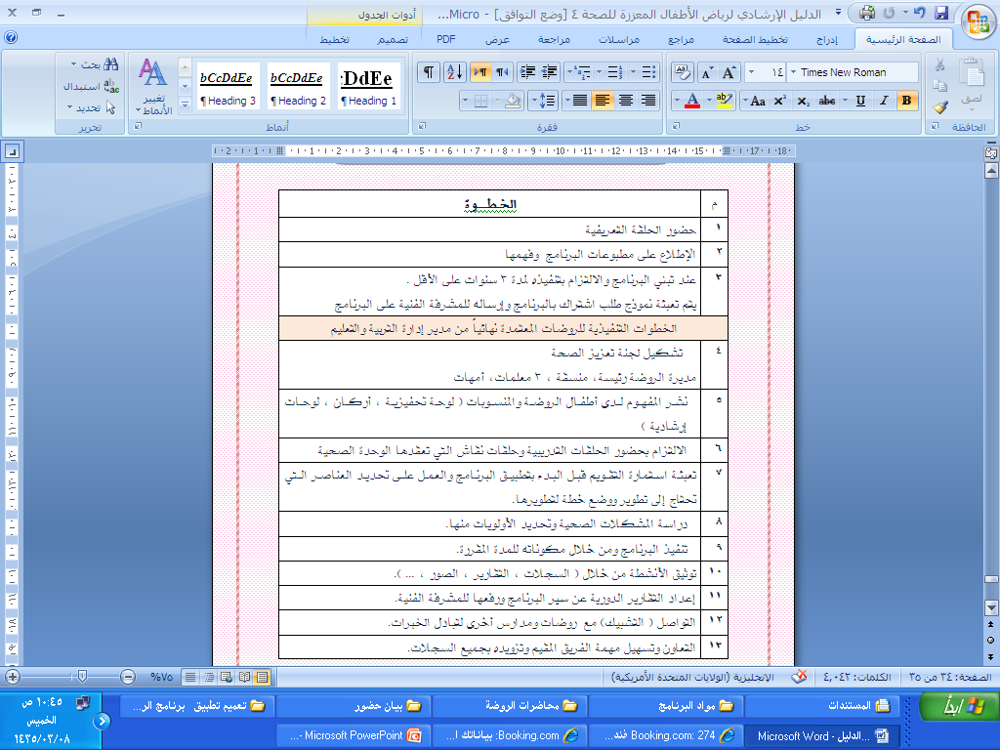 الدليل الإرشادي لرياض الأطفال المعززة للصحة ٤ [وضع التوافق] - Micro...
أدوات الجدول
الصفحة الرئيسية
إدراج
تخطيط الصفحة
مراجع
مراسلات
مراجعة
عرض
PDF
تصميم
تخطيط
لصق
الحافظة
Times New Roman
١٤
خط
فقرة
bCcDdEe
bCcDdEe
DdEe:
¶ Heading 3
¶ Heading 2
¶ Heading 1
تغيير الأنماط
أنماط
بحث
استبدال
تحديد
تحرير
م الخطــوة
١ حضور الحلقة التعريفية
٢ الإطلاع على مطبوعات البرنامج وفهمها
٣ عند تبني البرنامج والالتزام بتنفيذه لمدة ٣ سنوات على الأقل .
يتم تعبئة نموذج طلب اشتراك بالبرنامج وإرساله للمشرفة الفنية على البرنامج
الخطوات التنفيذية للروضات المعتمدة نهائياً من مدير إدارة التربية والتعليم
٤ تشكيل لجنة تعزيز الصحة
مديرة الروضة رئيسة، منسقة ، ٣ معلمات، أمهات
٥ نشر المفهوم لدى أطفال الروضة والمنسوبات ( لوحة تحفيزية ، أركان ، لوحات
إرشادية )
٦ الالتزام بحضور الحلقات التدريبية وحلقات نقاش التي تعقدها الوحدة الصحية
٧ تعبئة استمارة التقويم قبل البدء بتطبيق البرنامج والعمل على تحديد العناصر التي
تحتاج إلى تطوير ووضع خطة لتطويرها.
٨ دراسة المشكلات الصحية وتحديد الأولويات منها.
٩ تنفيذ البرنامج ومن خلال مكوناته للمدة المقررة.
١٠ توثيق الأنشطة من خلال ( السجلات ، التقارير ، الصور ، ... ).
١١ إعداد التقارير الدورية عن سير البرنامج ورفعها للمشرفة الفنية.
١٢ التواصل ( التشبيك) مع روضات ومدارس أخرى لتبادل الخبرات.
١٣ التعاون وتسهيل مهمة الفريق المقيم وتزويده بجميع السجلات.
الصفحة: ٣٤ من ٣٥
الكلمات: ٤,٠٤٢
الإنجليزية (الولايات المتحدة الأمريكية)
٧٥%
ابدأ
المستندات
مواد البرنامج
محاضرات الروضة
بيان حضور
تعميم تطبيق برنامج الر...
الدليل... - Microsoft Word
Booking.com: 274 فند...
Booking.com: بياناتك ا...
Microsoft PowerPoint - ...
١٠:٤٥ ص
الخميس
١٤٣٥/٠٣/٠٨